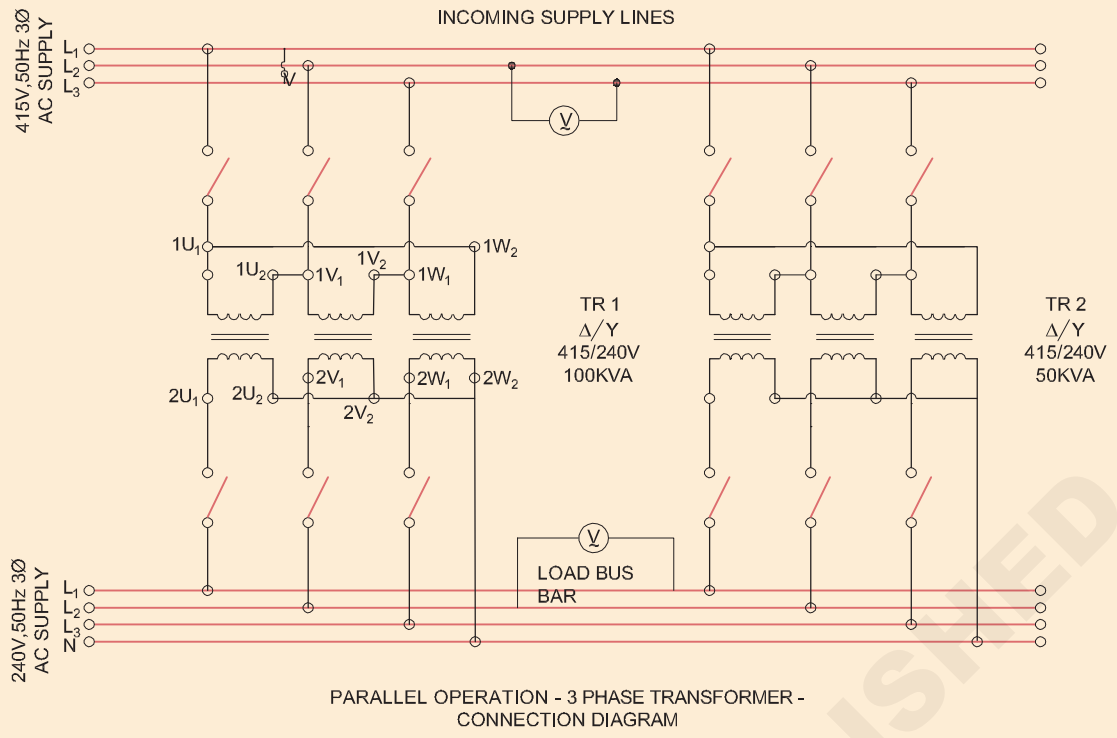 INCOMING SUPPLY LINES
415V,50Hz 3Ø
AC SUPPLY
L₁
L₂
L₃
V
V
1U₁
1U₂
1V₁
1V₂
1W₁
1W₂
TR 1
Δ/Y
415/240V
100KVA
TR 2
Δ/Y
415/240V
50KVA
2U₁
2U₂
2V₁
2V₂
2W₁
2W₂
V
LOAD BUS
BAR
240V,50Hz 3Ø
AC SUPPLY
L₁
L₂
L₃
N
PARALLEL OPERATION - 3 PHASE TRANSFORMER -
CONNECTION DIAGRAM
ISHED